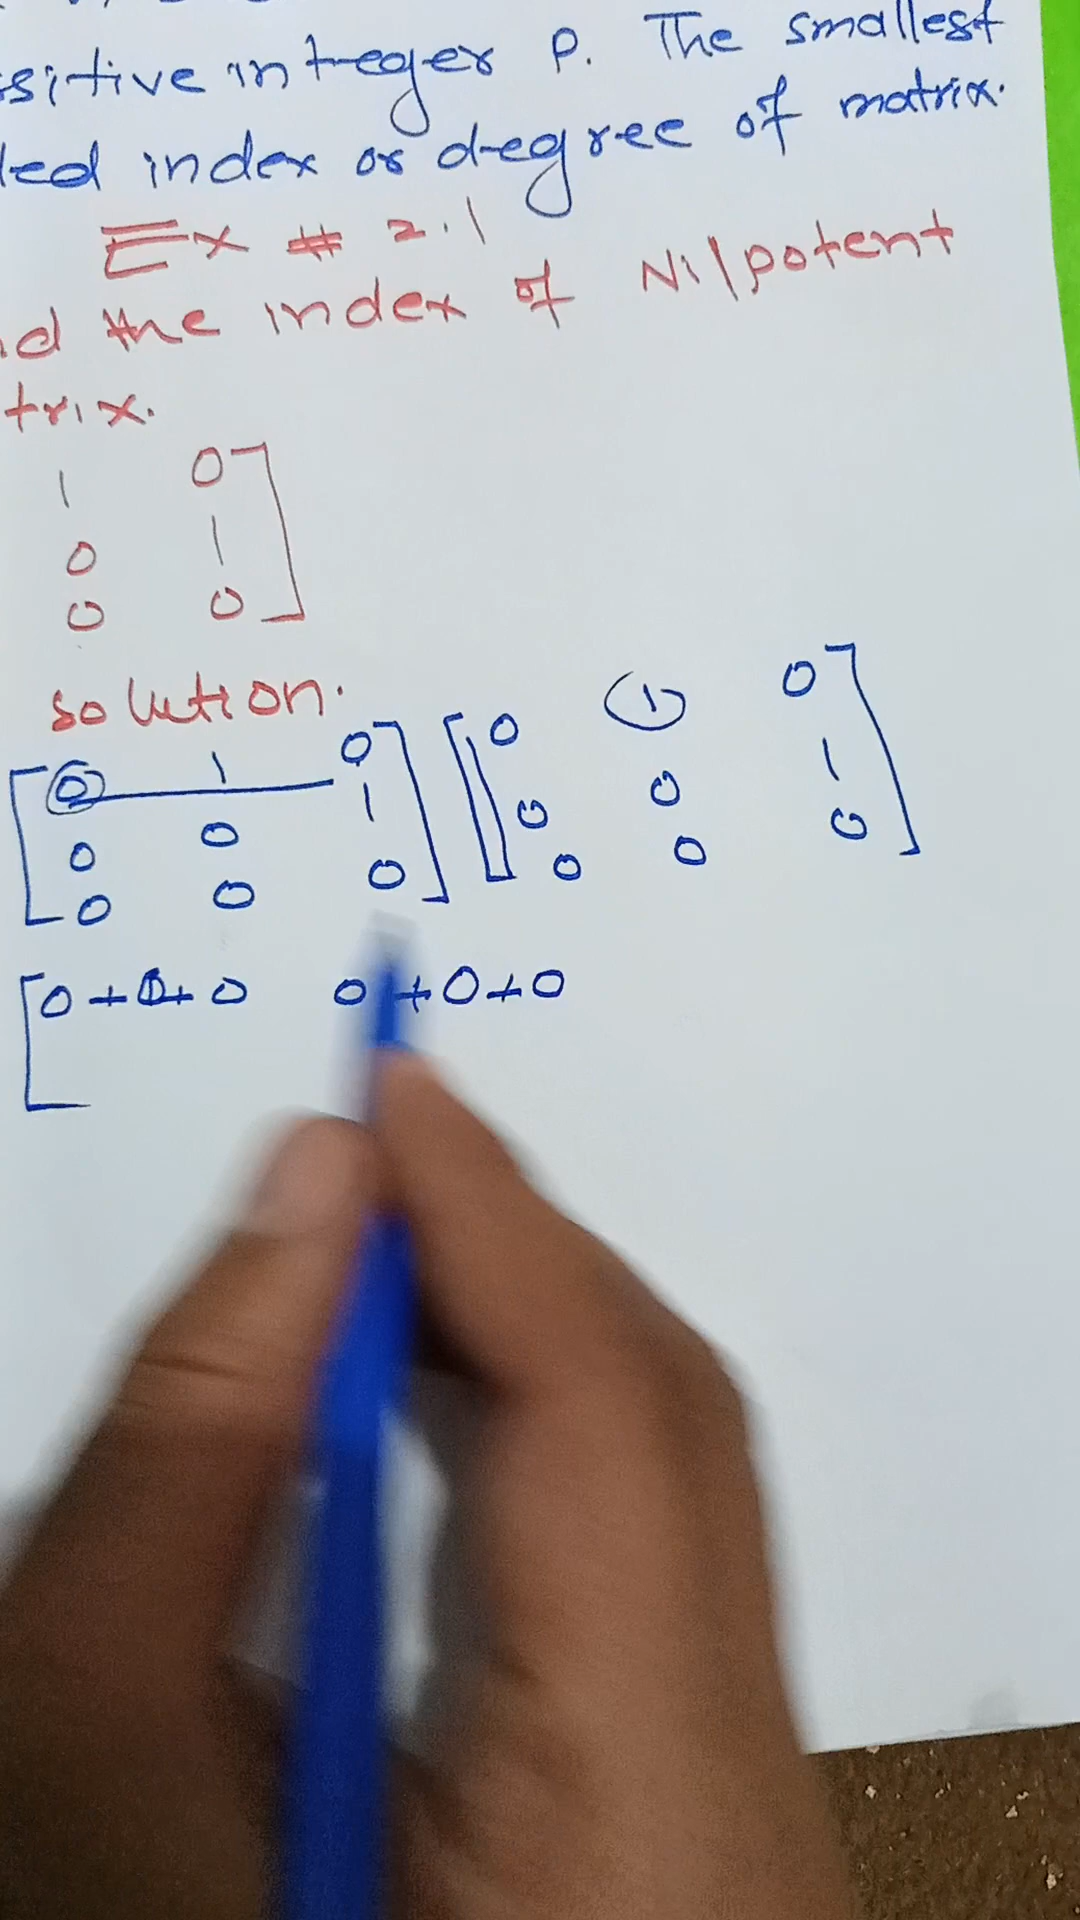 sitive integer P. The smallest
led index or degree of matrix.
Ex # 2.1
d the index of Nilpotent
trix.
1 0
0 1
0 0
solution.
[0 1 0] [0 1 0]
0 0 1 0 0 1
0 0 0 0 0 0
[0+0+0 0+0+0